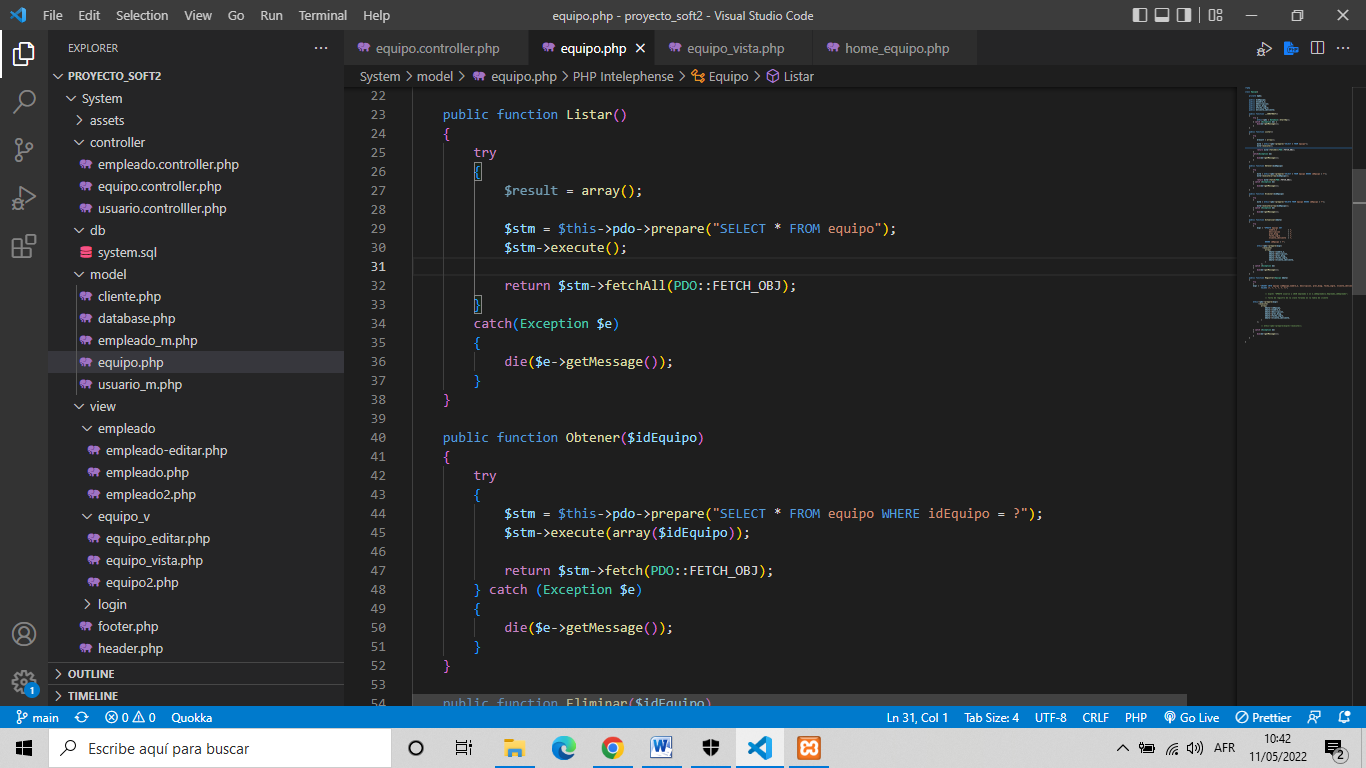 File Edit Selection View Go Run Terminal Help equipo.php - proyecto_soft2 - Visual Studio Code
EXPLORER ···
PROYECTO_SOFT2
System
assets
controller
empleado.controller.php
equipo.controller.php
usuario.controlller.php
db
system.sql
model
cliente.php
database.php
empleado_m.php
equipo.php
usuario_m.php
view
empleado
empleado-editar.php
empleado.php
empleado2.php
equipo_v
equipo_editar.php
equipo_vista.php
equipo2.php
login
footer.php
header.php
OUTLINE
TIMELINE
1
equipo.controller.php equipo.php × equipo_vista.php home_equipo.php
System > model > equipo.php > PHP Intelephense > Equipo > Listar
22
23 public function Listar()
24 {
25 try
26 {
27 $result = array();
28
29 $stm = $this->pdo->prepare("SELECT * FROM equipo");
30 $stm->execute();
31
32 return $stm->fetchAll(PDO::FETCH_OBJ);
33 }
34 catch(Exception $e)
35 {
36 die($e->getMessage());
37 }
38 }
39
40 public function Obtener($idEquipo)
41 {
42 try
43 {
44 $stm = $this->pdo->prepare("SELECT * FROM equipo WHERE idEquipo = ?");
45 $stm->execute(array($idEquipo));
46
47 return $stm->fetch(PDO::FETCH_OBJ);
48 } catch (Exception $e)
49 {
50 die($e->getMessage());
51 }
52 }
53
54 public function Eliminar($idEquipo)
main 0 0 Quokka Ln 31, Col 1 Tab Size: 4 UTF-8 CRLF PHP Go Live Prettier
Escribe aquí para buscar
AFR
10:42
11/05/2022
2